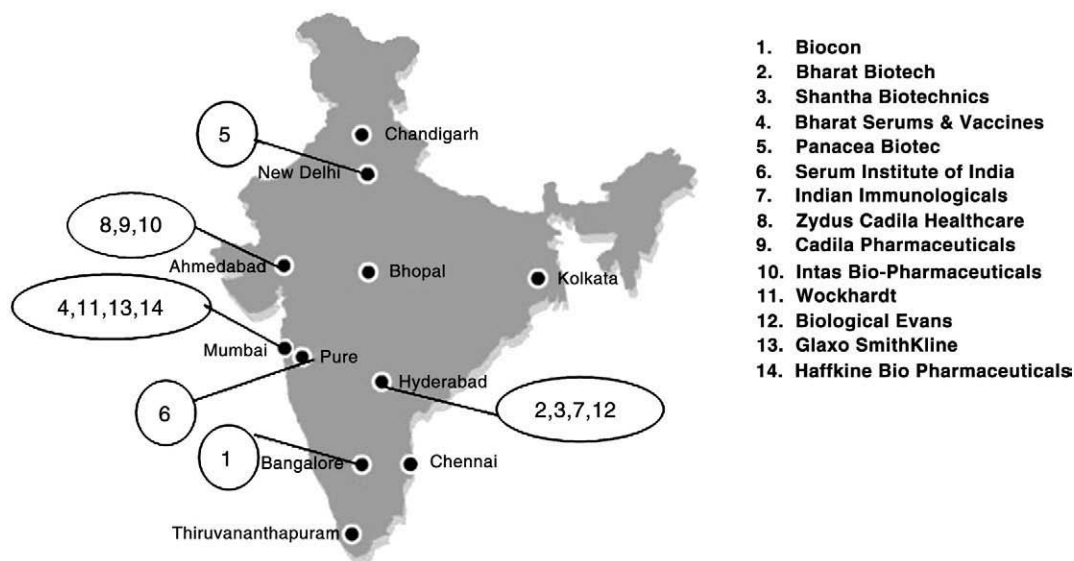 5
Chandigarh
New Delhi
8,9,10
Ahmedabad
Bhopal
Kolkata
4,11,13,14
Mumbai
Pure
Hyderabad
6
2,3,7,12
1
Bangalore
Chennai
Thiruvananthapuram
1. Biocon
2. Bharat Biotech
3. Shantha Biotechnics
4. Bharat Serums & Vaccines
5. Panacea Biotec
6. Serum Institute of India
7. Indian Immunologicals
8. Zydus Cadila Healthcare
9. Cadila Pharmaceuticals
10. Intas Bio-Pharmaceuticals
11. Wockhardt
12. Biological Evans
13. Glaxo SmithKline
14. Haffkine Bio Pharmaceuticals